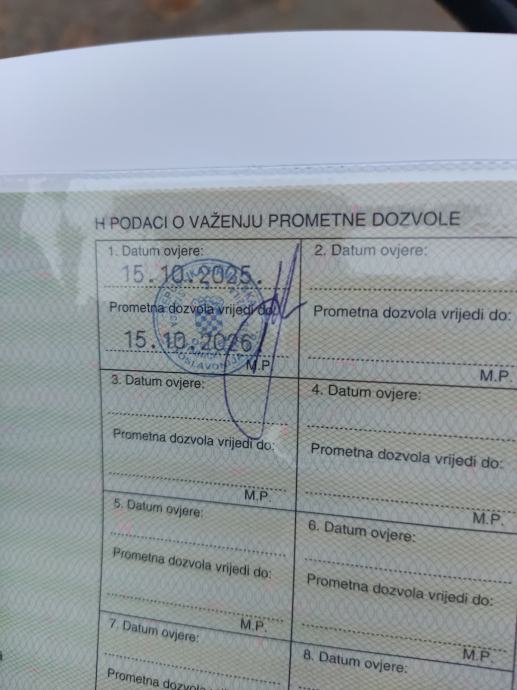 H PODACI O VAŽENJU PROMETNE DOZVOLE
1. Datum ovjere:
15.10.2025.
Prometna dozvola vrijedi do:
15.10.2026.
M.P.
2. Datum ovjere:
Prometna dozvola vrijedi do:
M.P.
3. Datum ovjere:
Prometna dozvola vrijedi do:
M.P.
4. Datum ovjere:
Prometna dozvola vrijedi do:
M.P.
5. Datum ovjere:
Prometna dozvola vrijedi do:
M.P.
6. Datum ovjere:
Prometna dozvola vrijedi do:
M.P.
7. Datum ovjere:
Prometna dozvola
8. Datum ovjere: